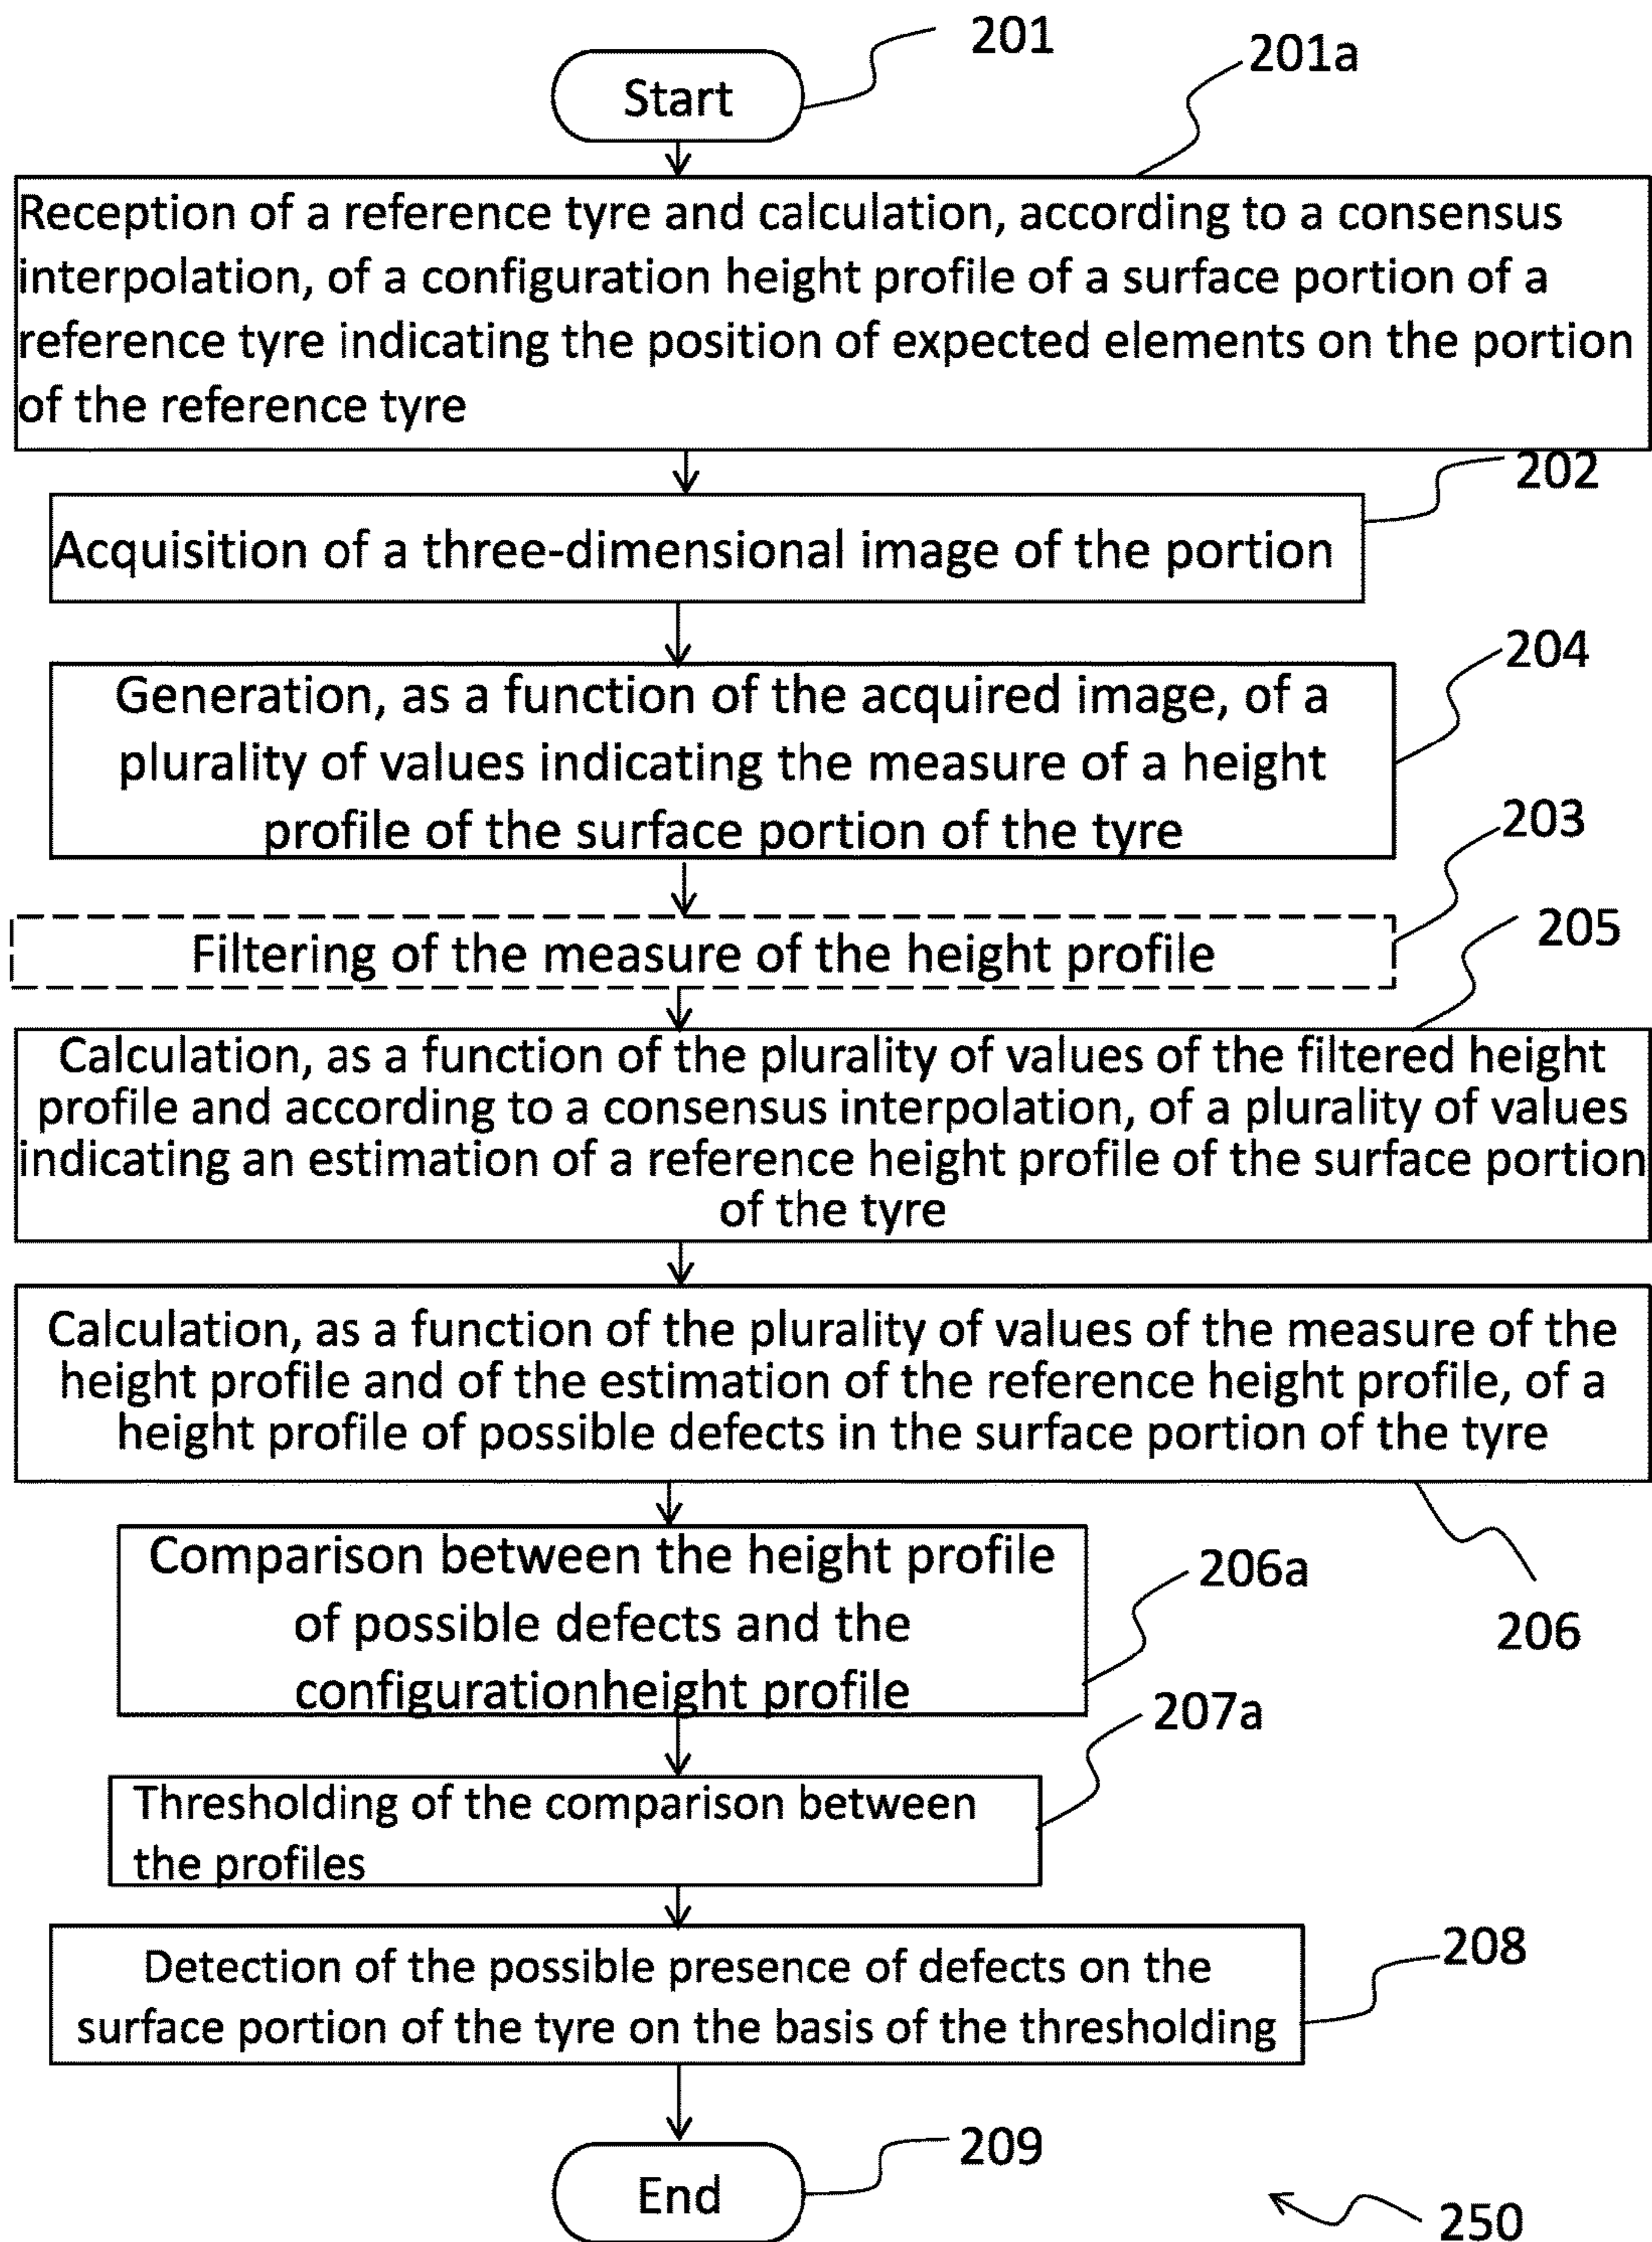 201
Start
201a
Reception of a reference tyre and calculation, according to a consensus
interpolation, of a configuration height profile of a surface portion of a
reference tyre indicating the position of expected elements on the portion
of the reference tyre
202
Acquisition of a three-dimensional image of the portion
204
Generation, as a function of the acquired image, of a
plurality of values indicating the measure of a height
profile of the surface portion of the tyre
203
Filtering of the measure of the height profile
205
Calculation, as a function of the plurality of values of the filtered height
profile and according to a consensus interpolation, of a plurality of values
indicating an estimation of a reference height profile of the surface portion
of the tyre
Calculation, as a function of the plurality of values of the measure of the
height profile and of the estimation of the reference height profile, of a
height profile of possible defects in the surface portion of the tyre
206
Comparison between the height profile
of possible defects and the
configurationheight profile
206a
207a
Thresholding of the comparison between
the profiles
208
Detection of the possible presence of defects on the
surface portion of the tyre on the basis of the thresholding
209
End
250